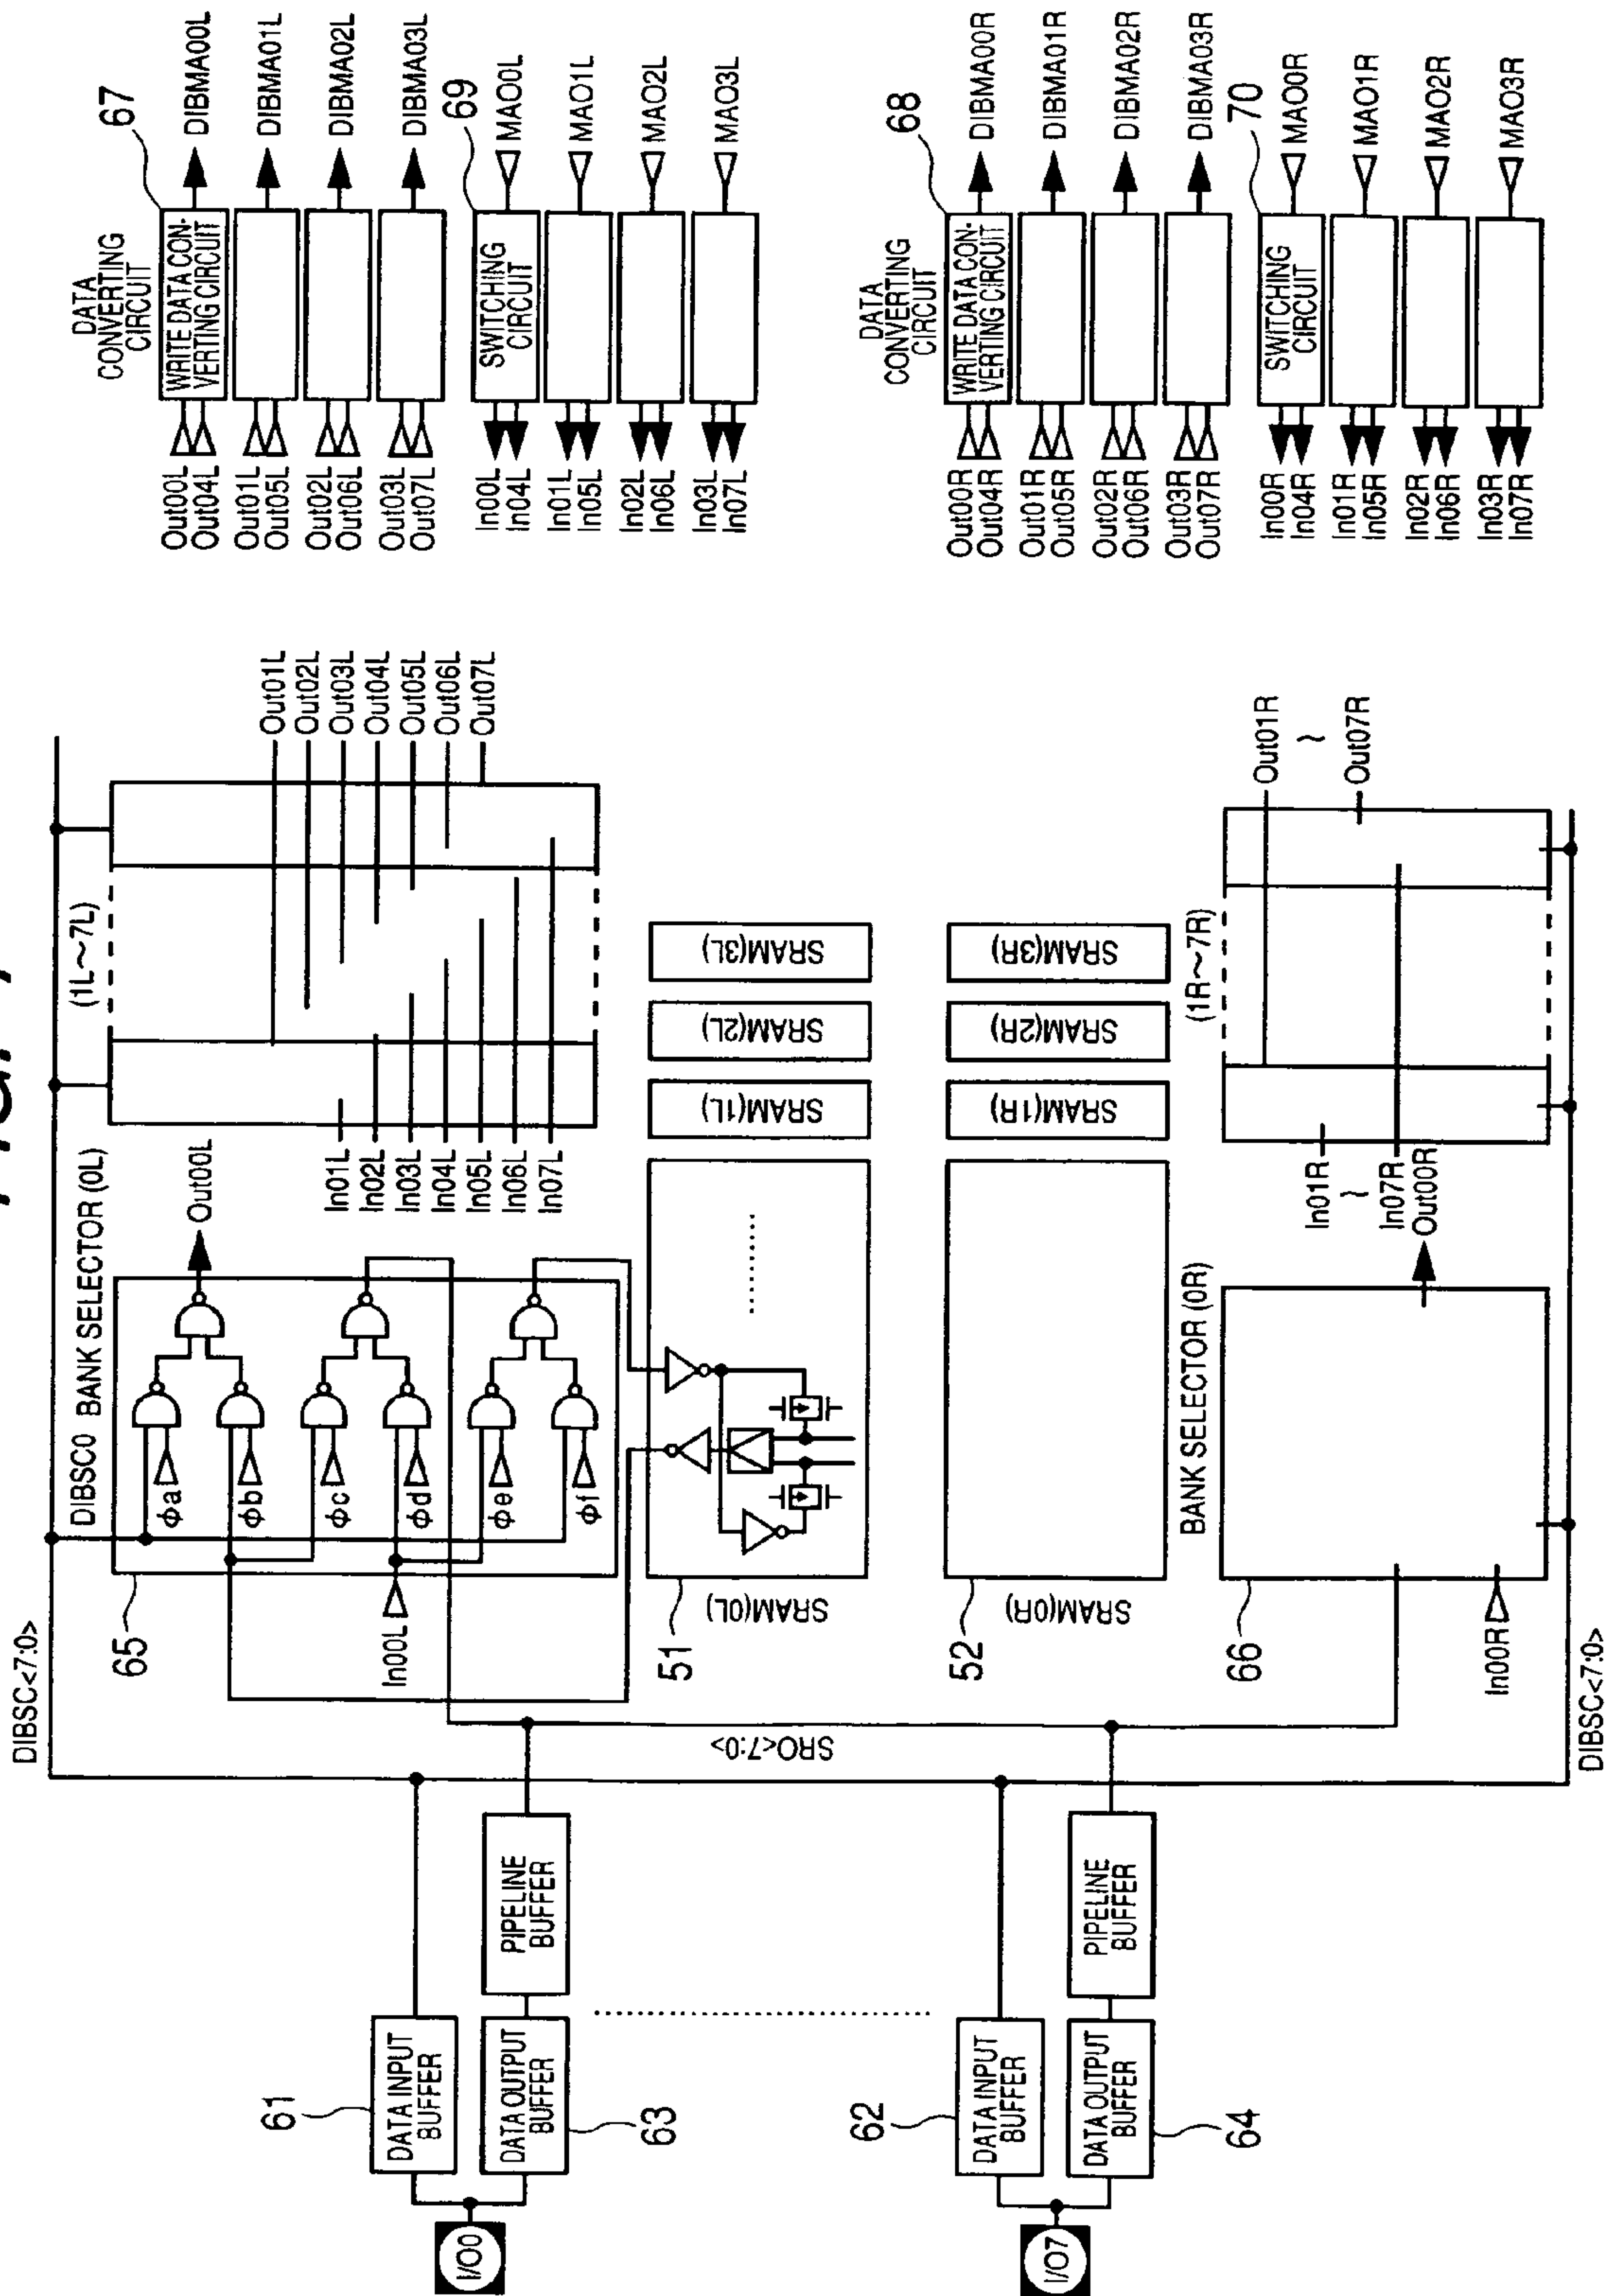 DIBSC<7:0>
DIBSC0 BANK SELECTOR (0L)
65
ϕa
ϕb
ϕc
ϕd
ϕe
ϕf
In00L
Out00L
(1L~7L)
In01L
In02L
In03L
In04L
In05L
In06L
In07L
Out01L
Out02L
Out03L
Out04L
Out05L
Out06L
Out07L
61
DATA INPUT
BUFFER
63
DATA OUTPUT
BUFFER
PIPELINE
BUFFER
I/O0
SRO<7:0>
51
SRAM(0L)
SRAM(1L)
SRAM(2L)
SRAM(3L)
52
SRAM(0R)
SRAM(1R)
SRAM(2R)
SRAM(3R)
62
DATA INPUT
BUFFER
64
DATA OUTPUT
BUFFER
PIPELINE
BUFFER
I/O7
BANK SELECTOR (0R)
66
In00R
Out00R
(1R~7R)
In01R
~
In07R
Out01R
~
Out07R
DIBSC<7:0>
DATA
CONVERTING
CIRCUIT
67
WRITE DATA CON-
VERTING CIRCUIT
Out00L
Out04L
DIBMA00L
Out01L
Out05L
DIBMA01L
Out02L
Out06L
DIBMA02L
Out03L
Out07L
DIBMA03L
69
SWITCHING
CIRCUIT
In00L
In04L
MAO0L
In01L
In05L
MAO1L
In02L
In06L
MAO2L
In03L
In07L
MAO3L
DATA
CONVERTING
CIRCUIT
68
WRITE DATA CON-
VERTING CIRCUIT
Out00R
Out04R
DIBMA00R
Out01R
Out05R
DIBMA01R
Out02R
Out06R
DIBMA02R
Out03R
Out07R
DIBMA03R
70
SWITCHING
CIRCUIT
In00R
In04R
MAO0R
In01R
In05R
MAO1R
In02R
In06R
MAO2R
In03R
In07R
MAO3R